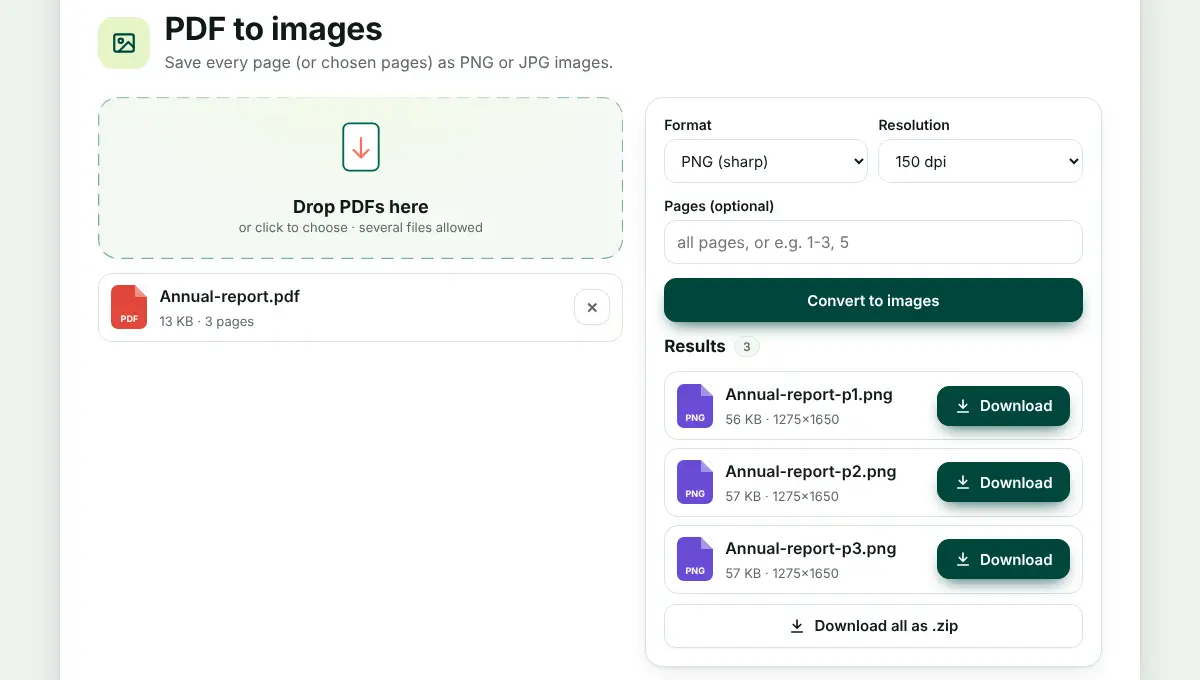 PDF to images
Save every page (or chosen pages) as PNG or JPG images.
Drop PDFs here
or click to choose · several files allowed
PDF
Annual-report.pdf
13 KB · 3 pages
Format
Resolution
PNG (sharp)
150 dpi
Pages (optional)
all pages, or e.g. 1-3, 5
Convert to images
Results 3
PNG
Annual-report-p1.png
56 KB · 1275×1650
Download
PNG
Annual-report-p2.png
57 KB · 1275×1650
Download
PNG
Annual-report-p3.png
57 KB · 1275×1650
Download
Download all as .zip